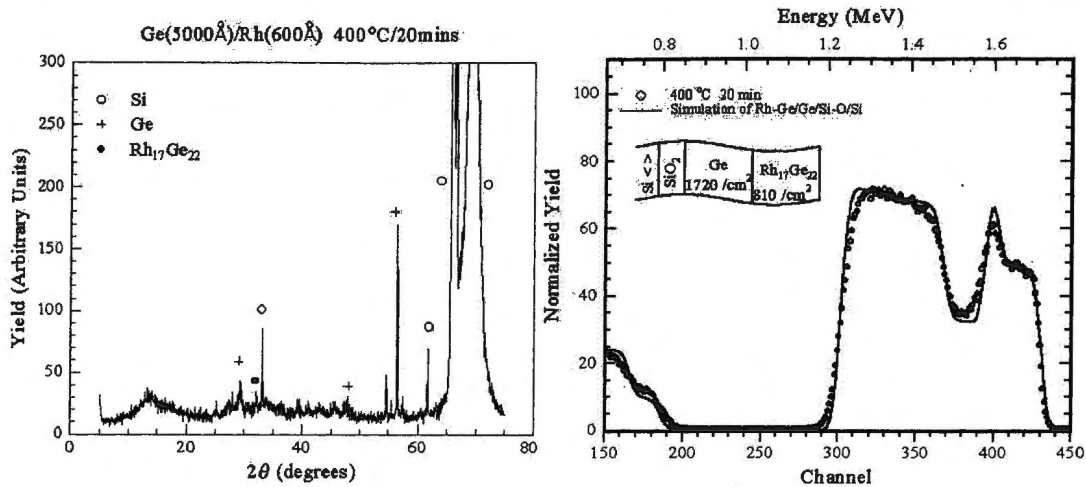 Ge(5000Å)/Rh(600Å) 400°C/20mins
300
250
200
150
100
50
0
Yield (Arbitrary Units)
Si
Ge
Rh17Ge22
0 20 40 60 80
2θ (degrees)
Energy (MeV)
0.8 1.0 1.2 1.4 1.6
100
80
60
40
20
0
Normalized Yield
400 °C 20 min
Simulation of Rh-Ge/Ge/Si-O/Si
Si < >
SiO2
Ge
1720 /cm2
Rh17Ge22
810 /cm2
150 200 250 300 350 400 450
Channel